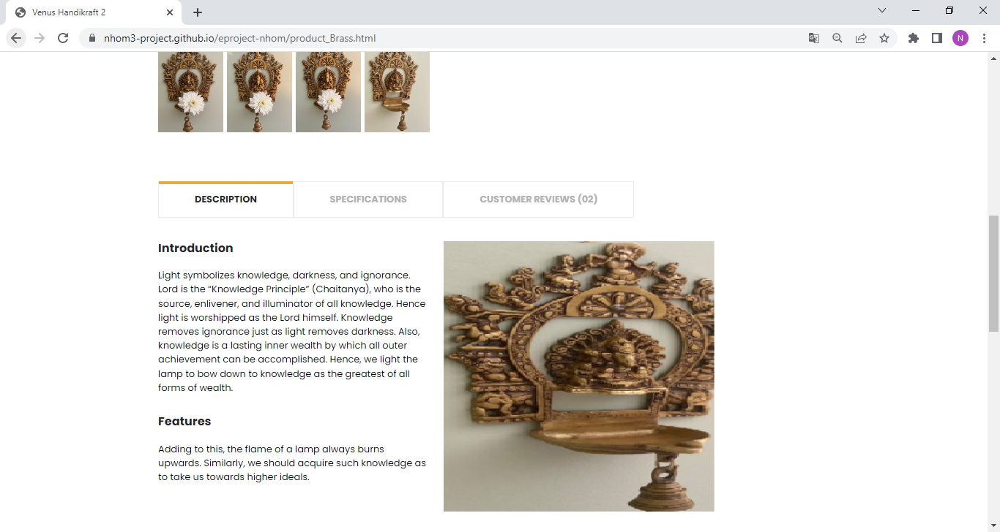 Venus Handikraft 2
nhom3-project.github.io/eproject-nhom/product_Brass.html
N
DESCRIPTION
SPECIFICATIONS
CUSTOMER REVIEWS (02)
Introduction
Light symbolizes knowledge, darkness, and ignorance.
Lord is the “Knowledge Principle” (Chaitanya), who is the
source, enlivener, and illuminator of all knowledge. Hence
light is worshipped as the Lord himself. Knowledge
removes ignorance just as light removes darkness. Also,
knowledge is a lasting inner wealth by which all outer
achievement can be accomplished. Hence, we light the
lamp to bow down to knowledge as the greatest of all
forms of wealth.
Features
Adding to this, the flame of a lamp always burns
upwards. Similarly, we should acquire such knowledge as
to take us towards higher ideals.